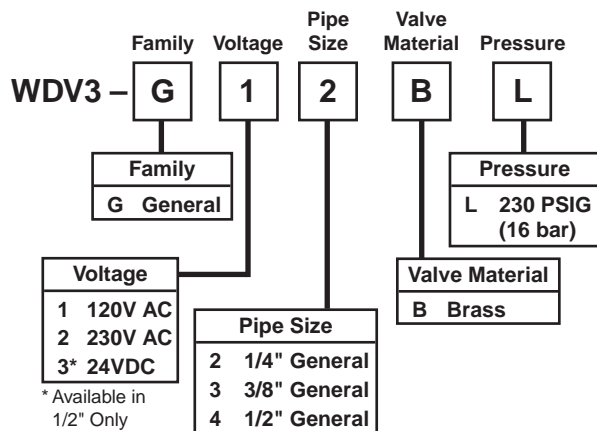 Family Voltage Pipe Size Valve Material Pressure
WDV3 – G 1 2 B L
Family
G General
Pressure
L 230 PSIG
(16 bar)
Voltage
1 120V AC
2 230V AC
3* 24VDC
* Available in
1/2" Only
Pipe Size
2 1/4" General
3 3/8" General
4 1/2" General
Valve Material
B Brass